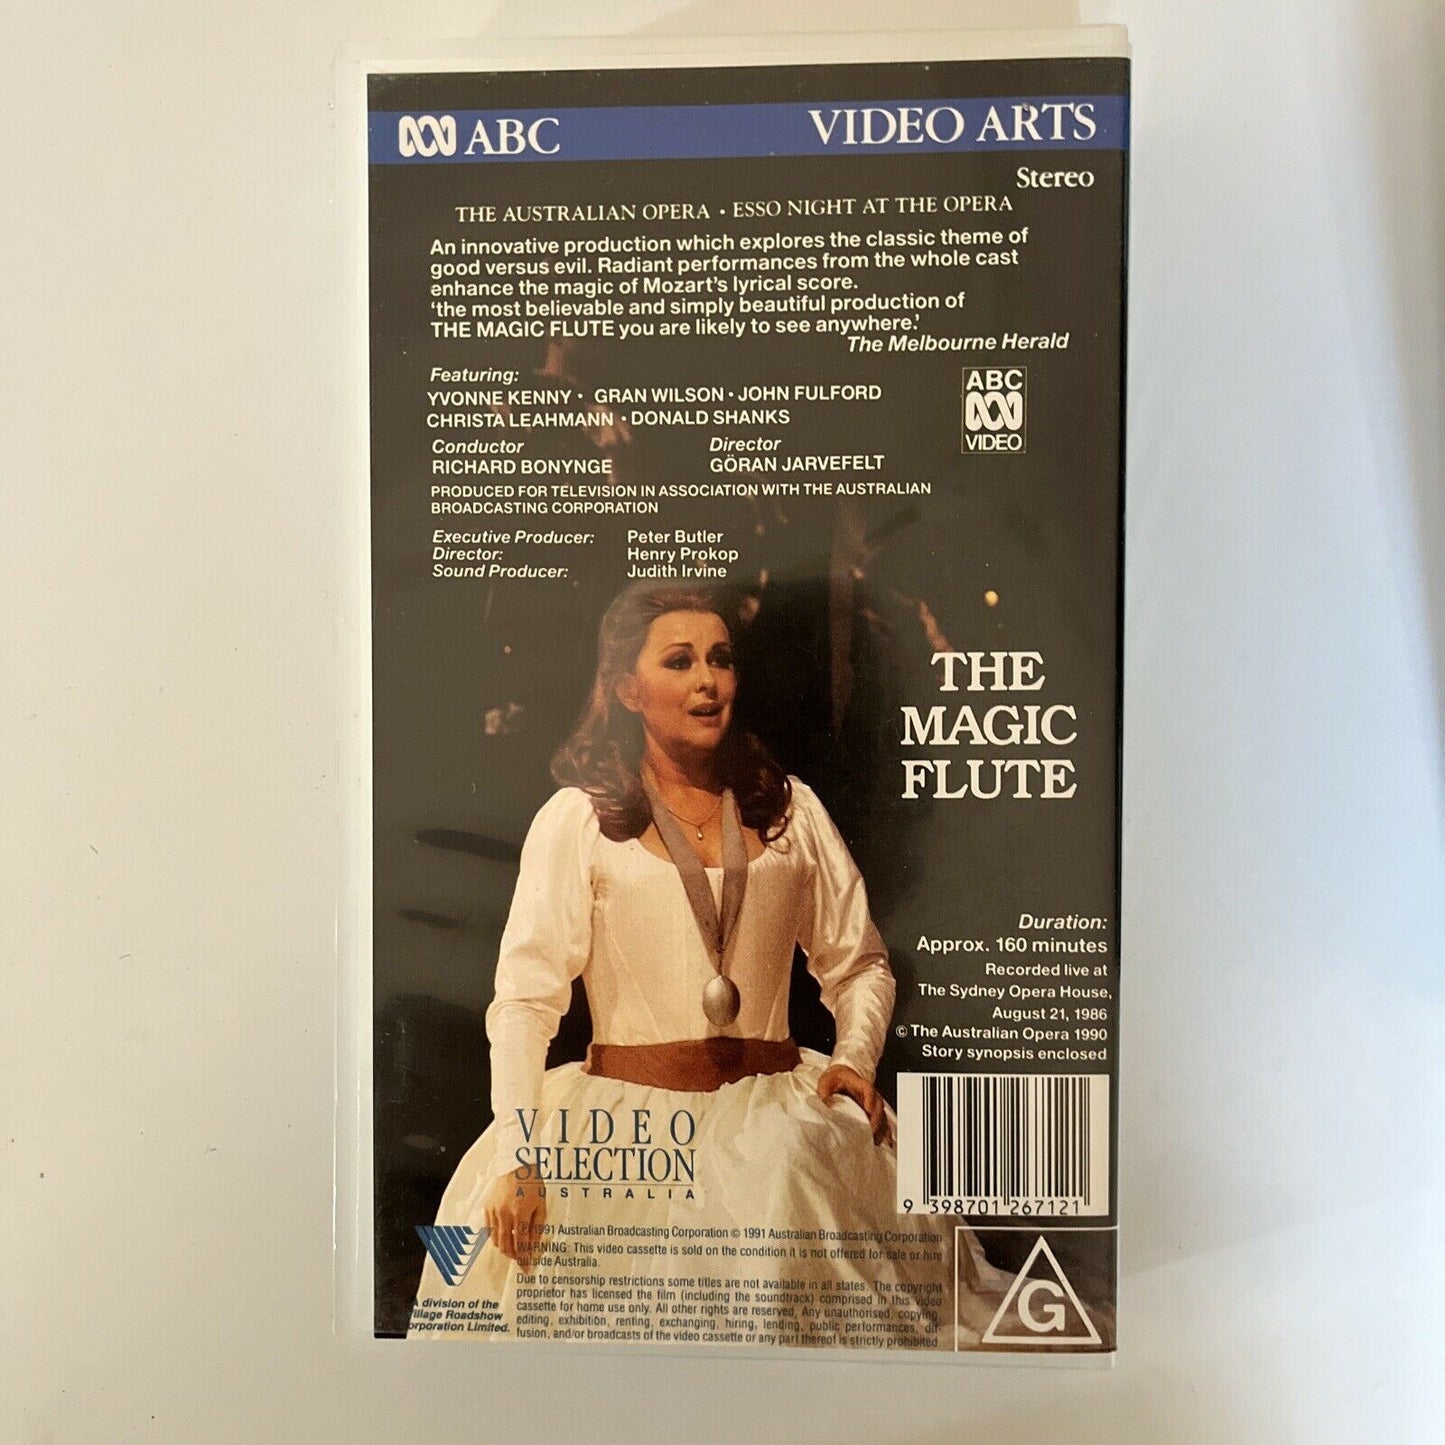 ABC
VIDEO ARTS
Stereo
THE AUSTRALIAN OPERA • ESSO NIGHT AT THE OPERA
An innovative production which explores the classic theme of
good versus evil. Radiant performances from the whole cast
enhance the magic of Mozart's lyrical score.
'the most believable and simply beautiful production of
THE MAGIC FLUTE you are likely to see anywhere.'
The Melbourne Herald
Featuring:
YVONNE KENNY • GRAN WILSON • JOHN FULFORD
CHRISTA LEAHMANN • DONALD SHANKS
ABC
VIDEO
Conductor Director
RICHARD BONYNGE GÖRAN JARVEFELT
PRODUCED FOR TELEVISION IN ASSOCIATION WITH THE AUSTRALIAN
BROADCASTING CORPORATION
Executive Producer: Peter Butler
Director: Henry Prokop
Sound Producer: Judith Irvine
THE
MAGIC
FLUTE
Duration:
Approx. 160 minutes
Recorded live at
The Sydney Opera House,
August 21, 1986
© The Australian Opera 1990
Story synopsis enclosed
9 398701 267121
VIDEO
SELECTION
AUSTRALIA
℗ 1991 Australian Broadcasting Corporation © 1991 Australian Broadcasting Corporation
WARNING: This video cassette is sold on the condition it is not offered for sale or hire
outside Australia.
Due to censorship restrictions some titles are not available in all states. The copyright
proprietor has licensed the film (including the soundtrack) comprised in this video
cassette for home use only. All other rights are reserved. Any unauthorised, copying,
editing, exhibition, renting, exchanging, hiring, lending, public performances, dif-
fusion, and/or broadcasts of the video cassette or any part thereof is strictly prohibited.
A division of the
Village Roadshow
Corporation Limited.
G